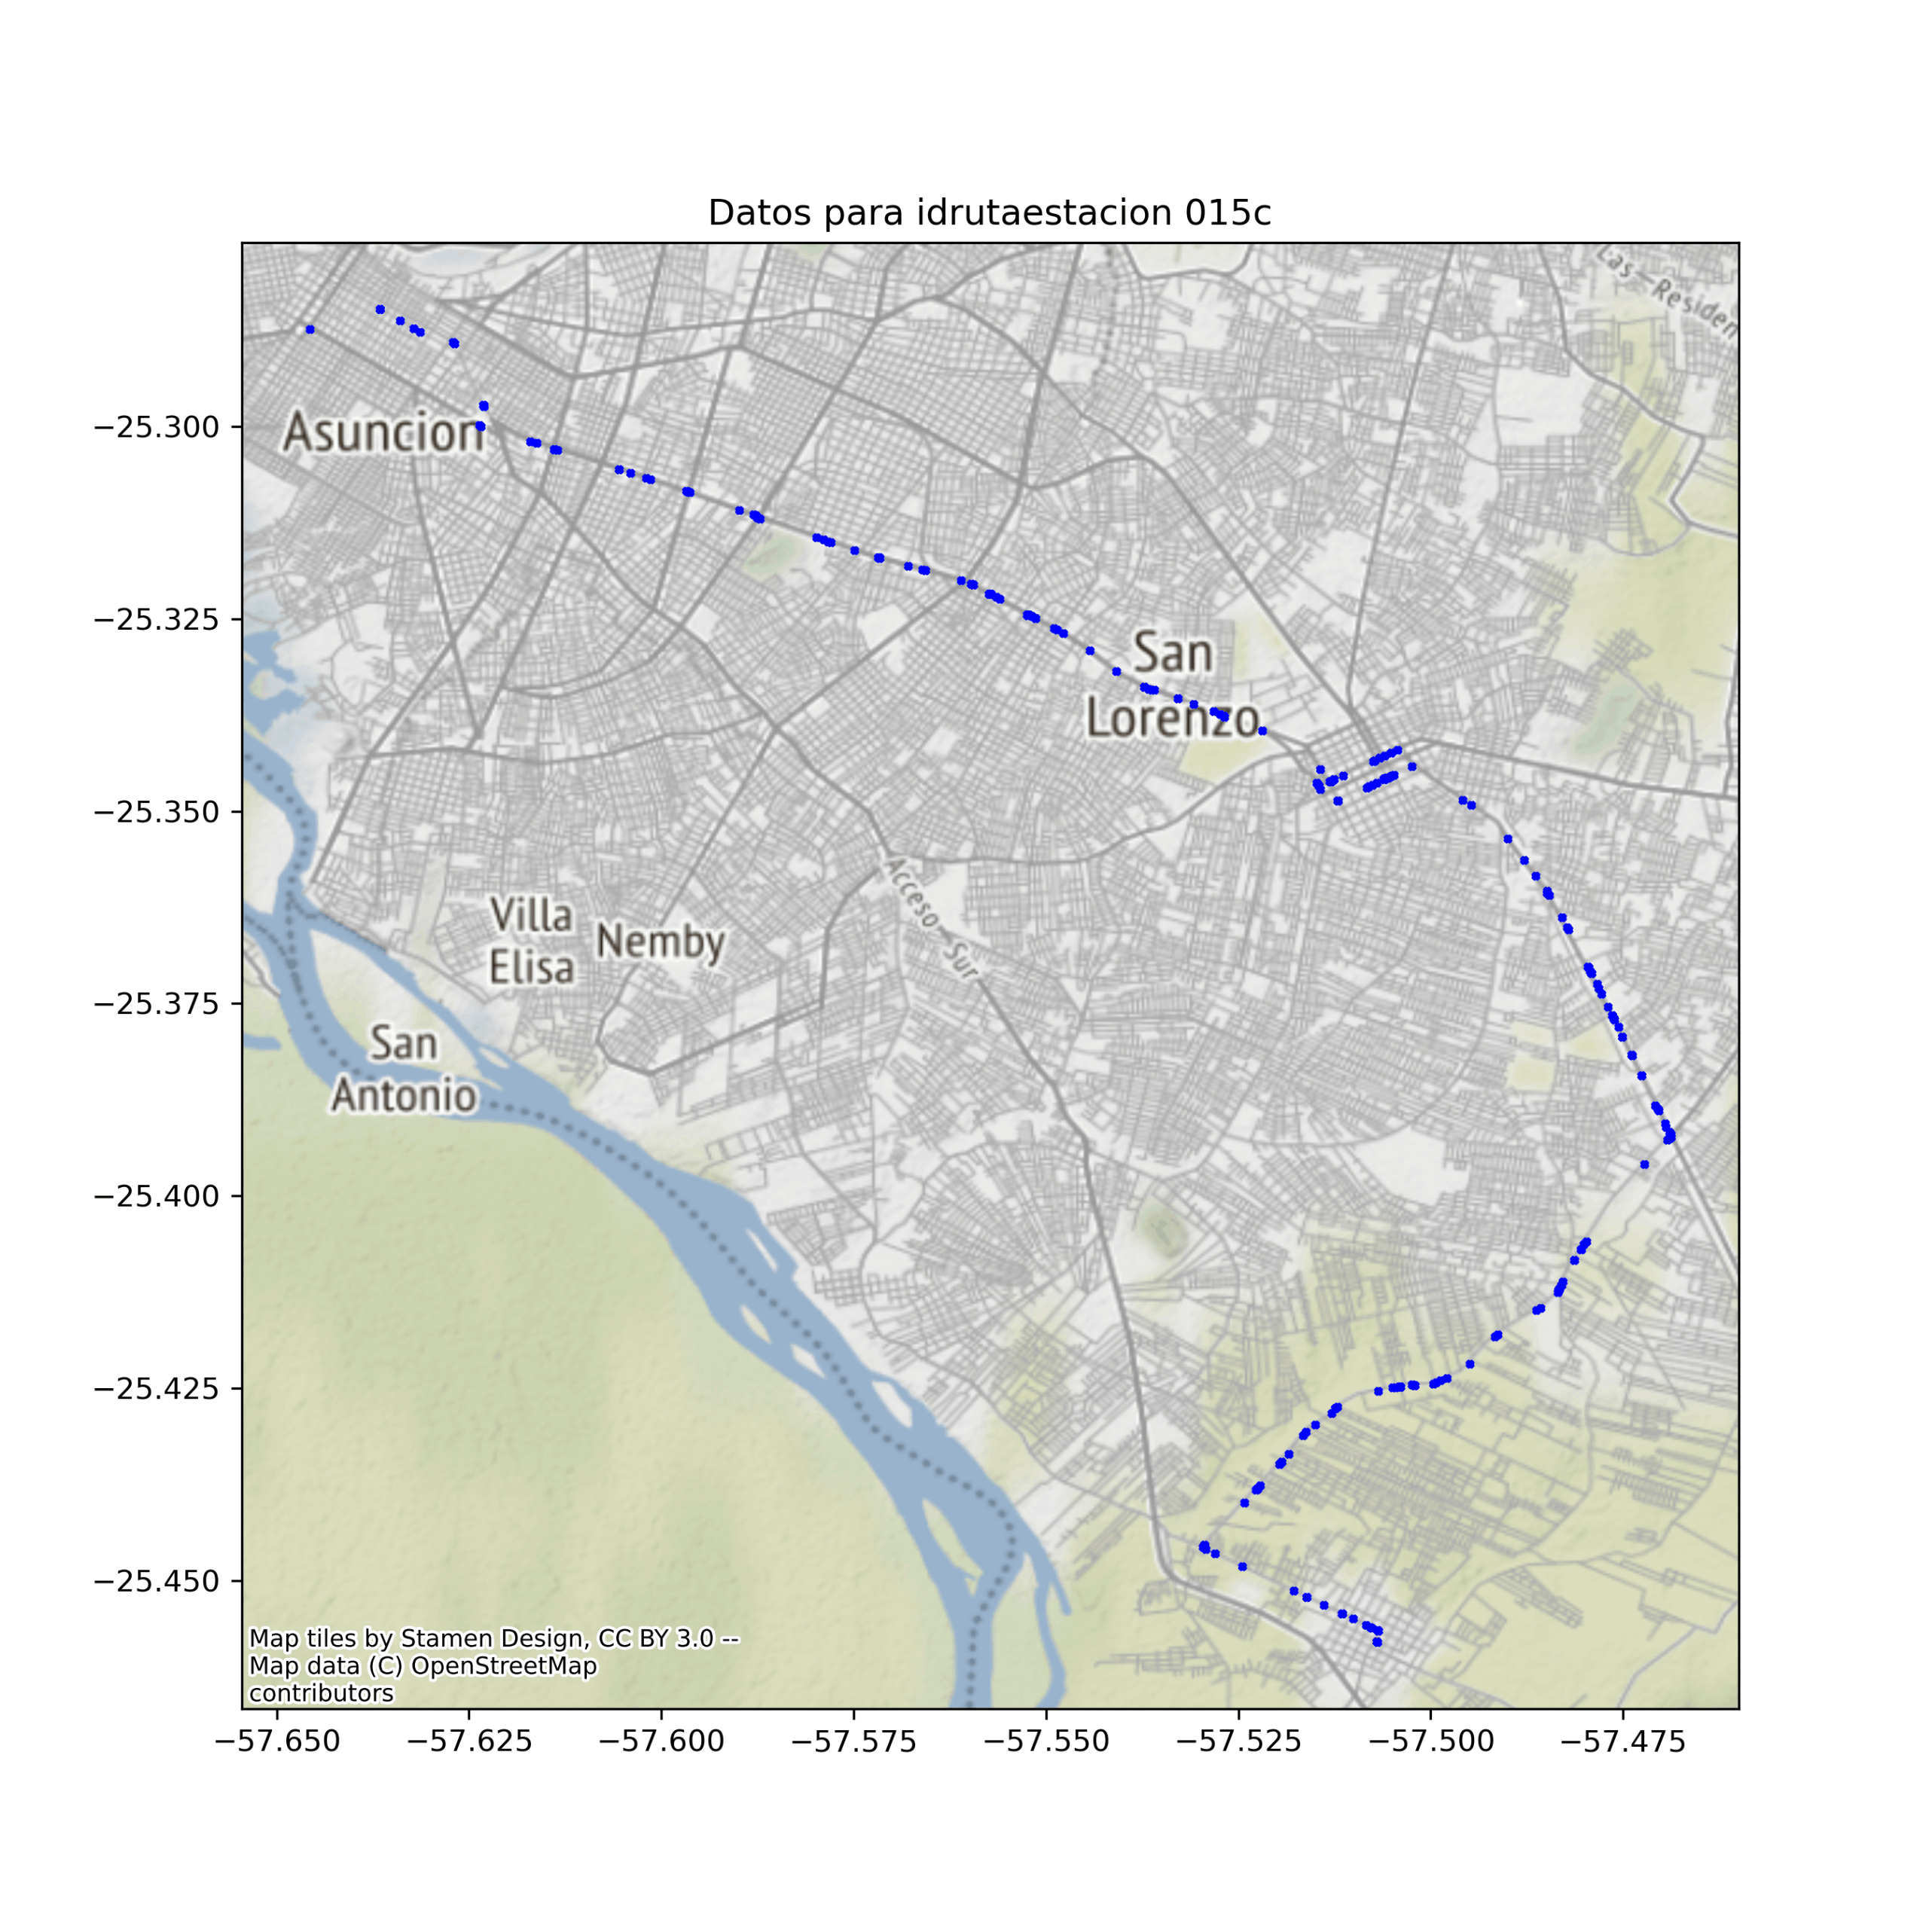 Datos para idrutaestacion 015c
Las Residen
−25.300
Asuncion
−25.325
San
Lorenzo
−25.350
Acceso Sur
Villa
Elisa
Nemby
−25.375
San
Antonio
−25.400
−25.425
−25.450
Map tiles by Stamen Design, CC BY 3.0 --
Map data (C) OpenStreetMap
contributors
−57.650 −57.625 −57.600 −57.575 −57.550 −57.525 −57.500 −57.475